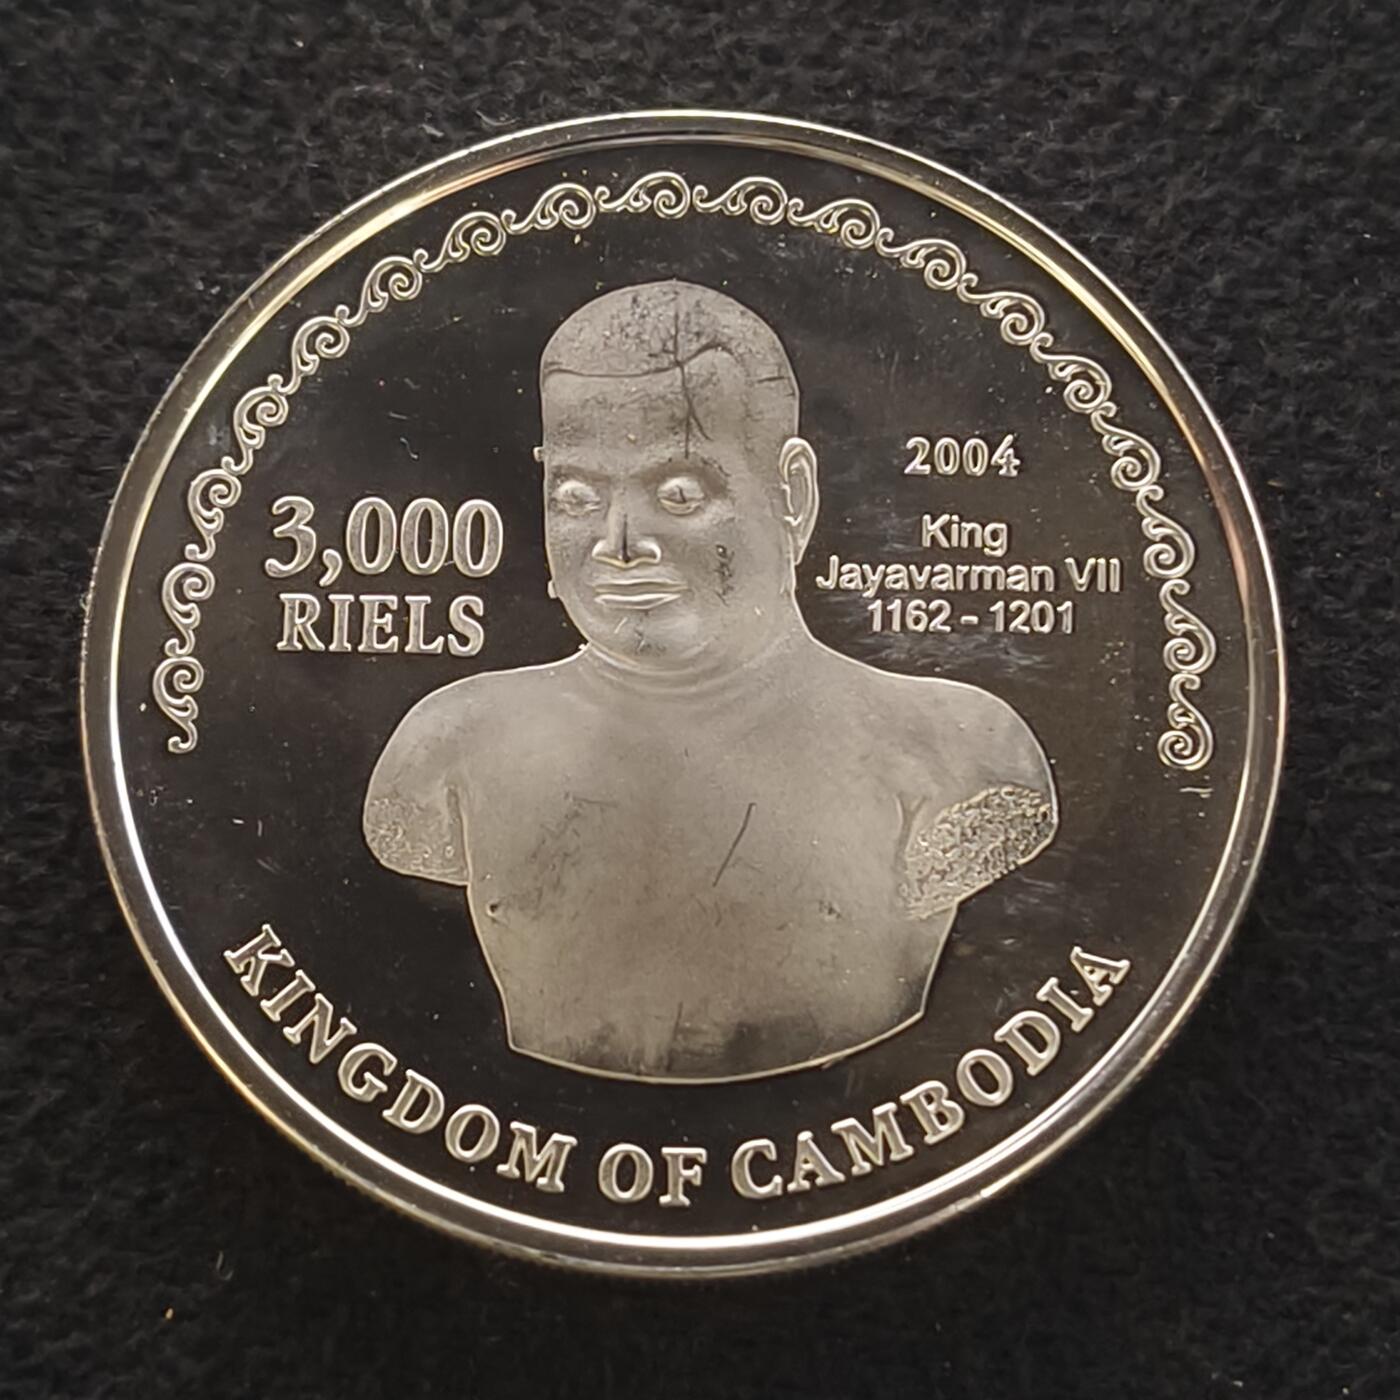 3,000
RIELS
2004
King
Jayavarman VII
1162 - 1201
KINGDOM OF CAMBODIA